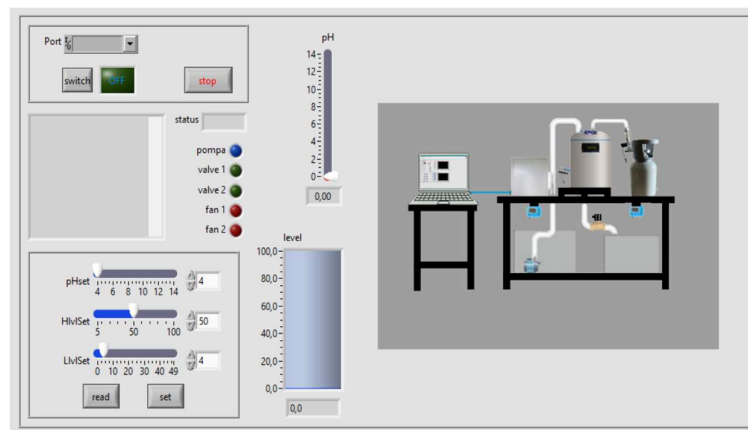 Port
switch OFF stop
status
pompa
valve 1
valve 2
fan 1
fan 2
pHset
4 6 8 10 12 14
4
HlvlSet
5 50 100
50
LlvlSet
0 10 20 30 40 49
4
read set
pH
14
12
10
8
6
4
2
0
0,00
level
100,0
80,0
60,0
40,0
20,0
0,0
0,0